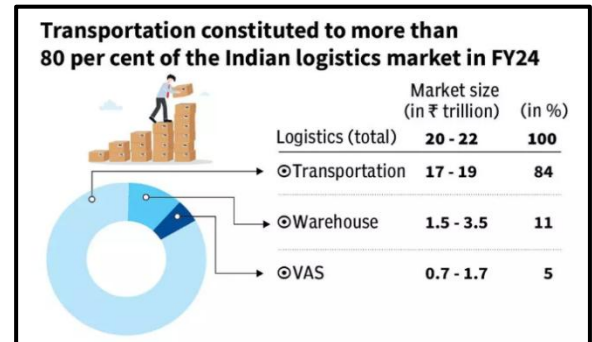 Transportation constituted to more than
80 per cent of the Indian logistics market in FY24
Market size
(in ₹ trillion) (in %)
Logistics (total) 20 - 22 100
Transportation 17 - 19 84
Warehouse 1.5 - 3.5 11
VAS 0.7 - 1.7 5